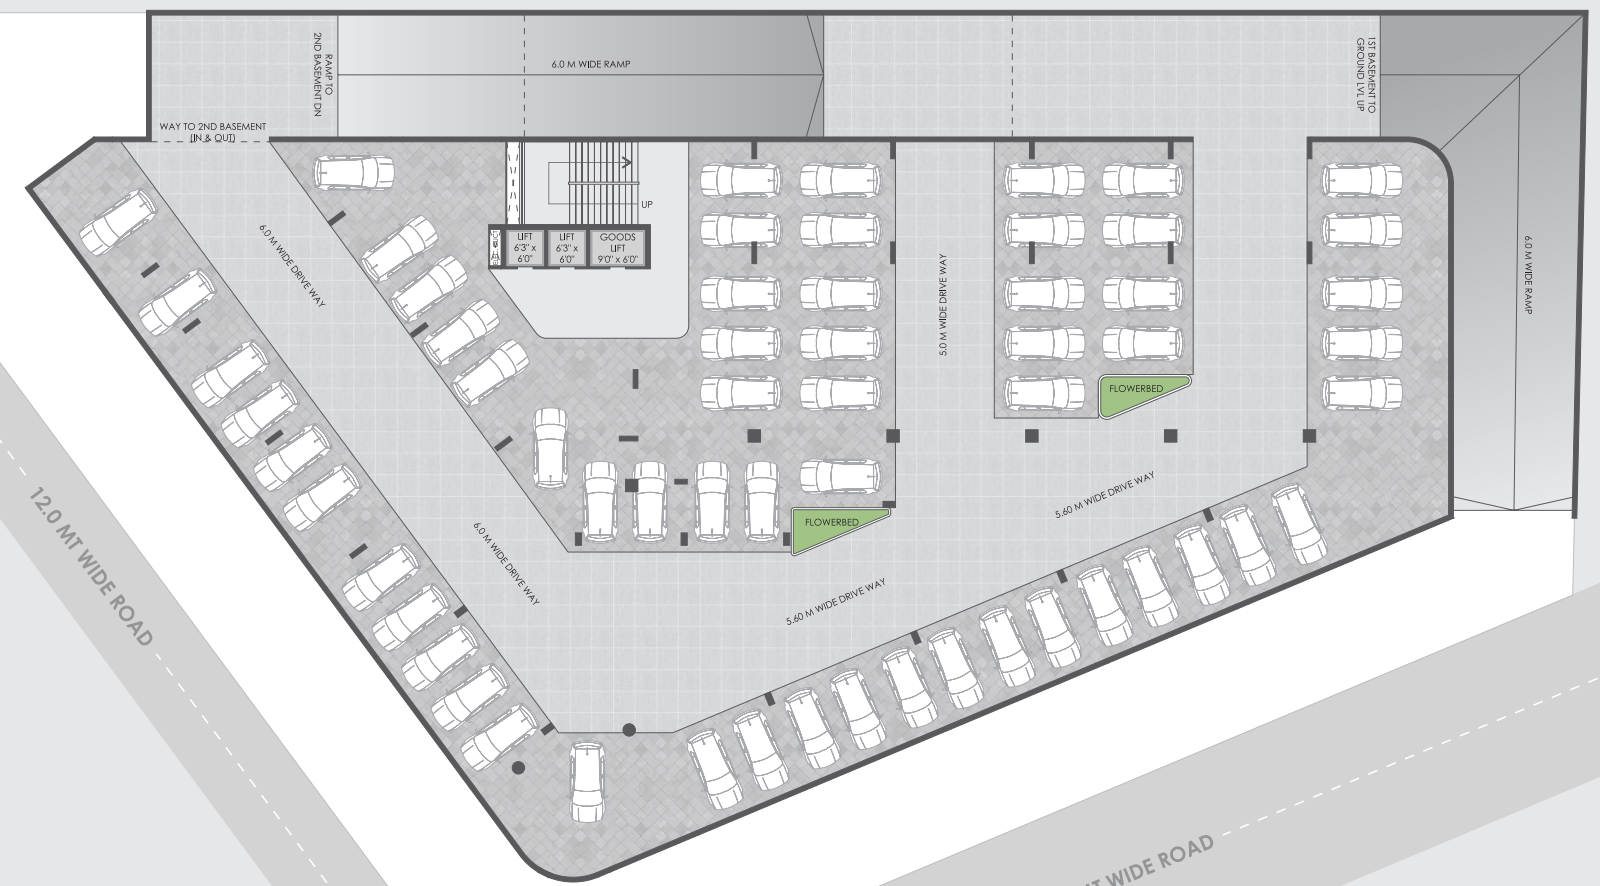 RAMP TO
2ND BASEMENT DN
6.0 M WIDE RAMP
1ST BASEMENT TO
GROUND LVL UP
WAY TO 2ND BASEMENT
(IN & OUT)
UP
6.0 M WIDE DRIVE WAY
LIFT
6'3" x
6'0"
LIFT
6'3" x
6'0"
GOODS
LIFT
9'0" x 6'0"
5.0 M WIDE DRIVE WAY
6.0 M WIDE RAMP
FLOWERBED
5.60 M WIDE DRIVE WAY
FLOWERBED
6.0 M WIDE DRIVE WAY
5.60 M WIDE DRIVE WAY
12.0 MT WIDE ROAD
WIDE ROAD